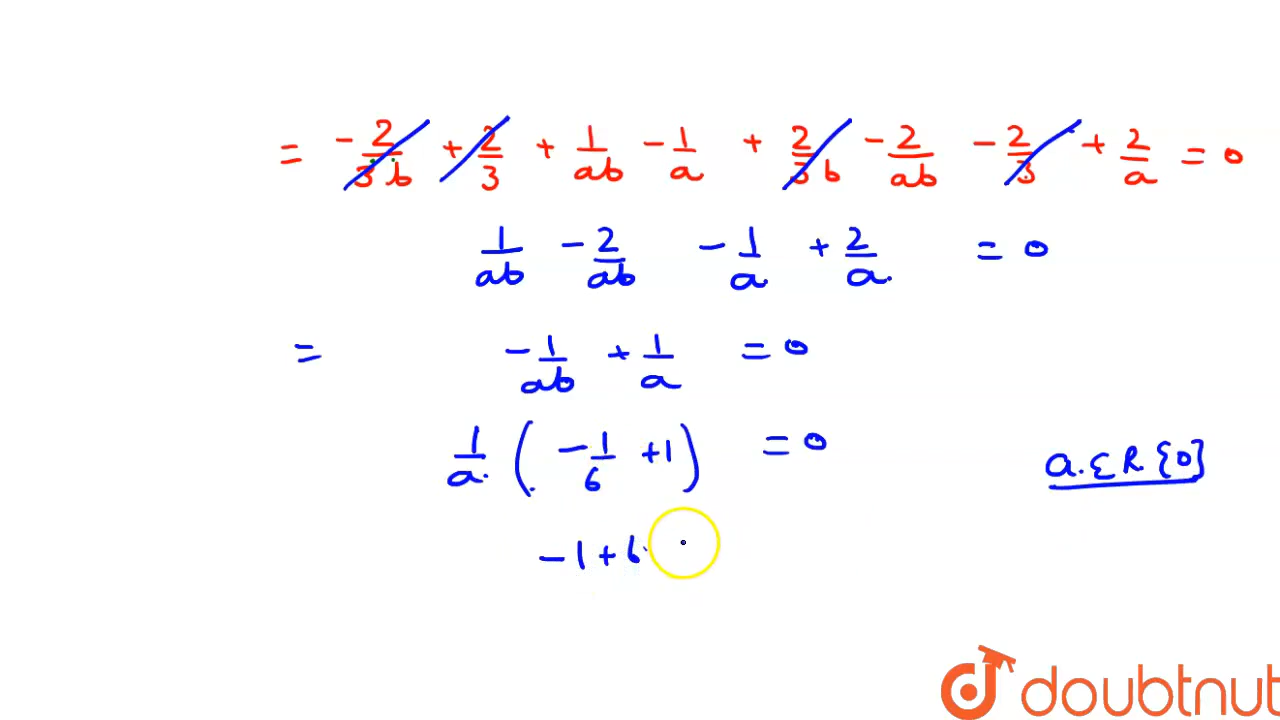 = -2/3b + 2/3 + 1/ab - 1/a + 2/3b - 2/ab - 2/3 + 2/a = 0
1/ab - 2/ab - 1/a + 2/a. = 0
= -1/ab + 1/a = 0
1/a. ( -1/6 + 1 ) = 0
a. ε R {0}
-1 + b
doubtnut